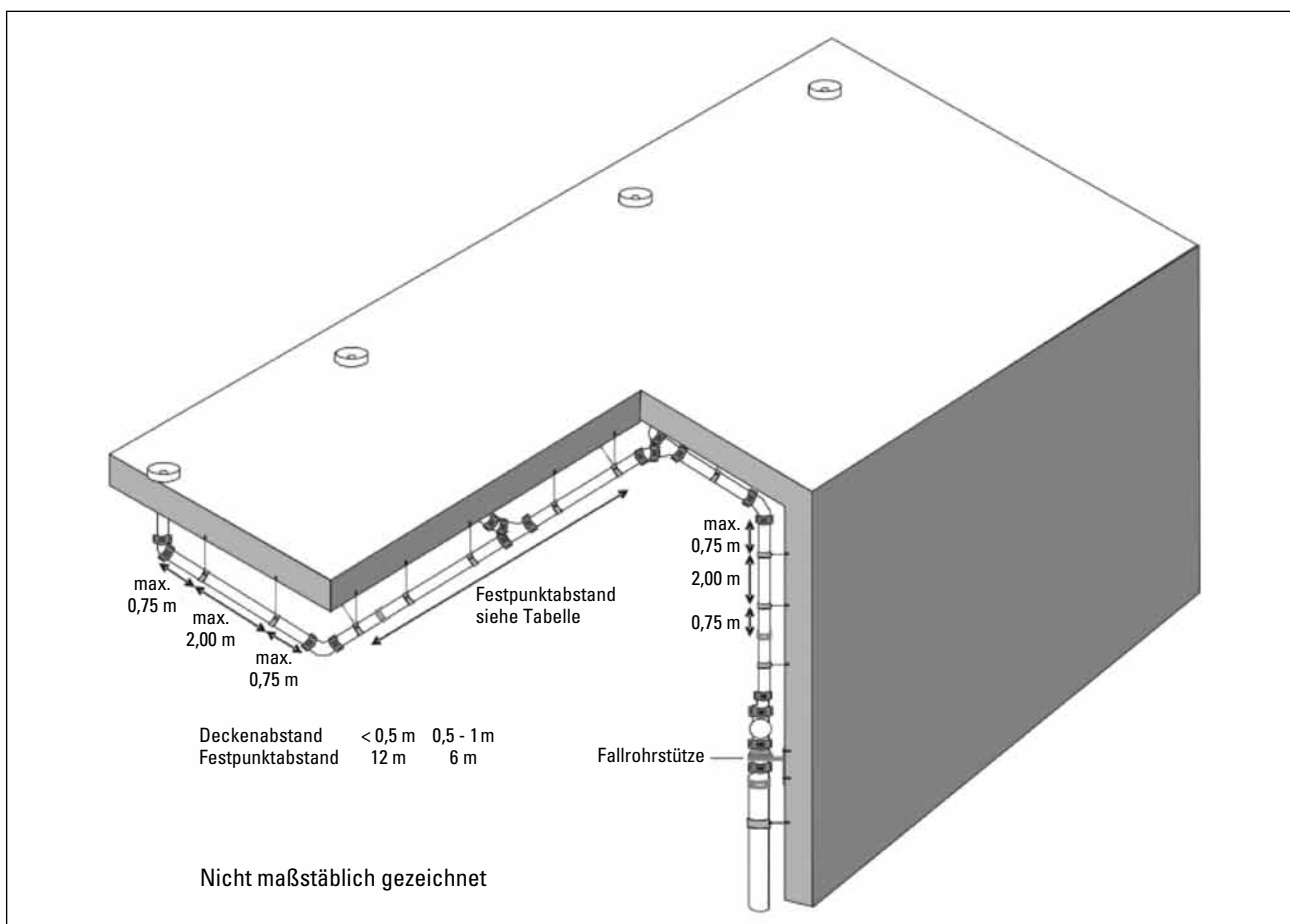 max.
0,75 m
2,00 m
0,75 m
Festpunktabstand
siehe Tabelle
max.
0,75 m
max.
2,00 m
max.
0,75 m
Deckenabstand < 0,5 m 0,5 - 1 m
Festpunktabstand 12 m 6 m
Fallrohrstütze
Nicht maßstäblich gezeichnet